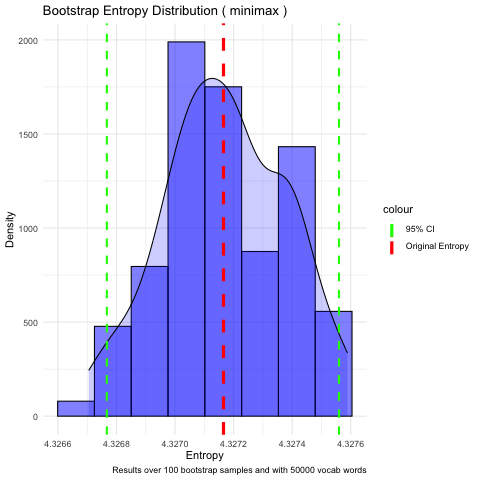 Bootstrap Entropy Distribution ( minimax )
2000
1500
1000
500
0
Density
4.3266 4.3268 4.3270 4.3272 4.3274 4.3276
Entropy
colour
95% CI
Original Entropy
Results over 100 bootstrap samples and with 50000 vocab words